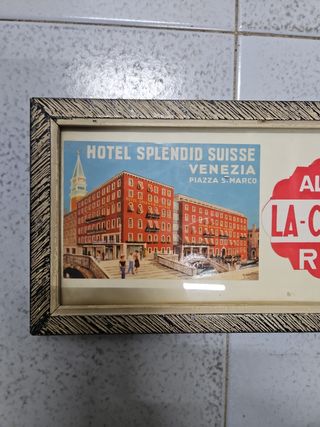 HOTEL SPLENDID SUISSE
VENEZIA
PIAZZA S. MARCO
AL
LA-C
R